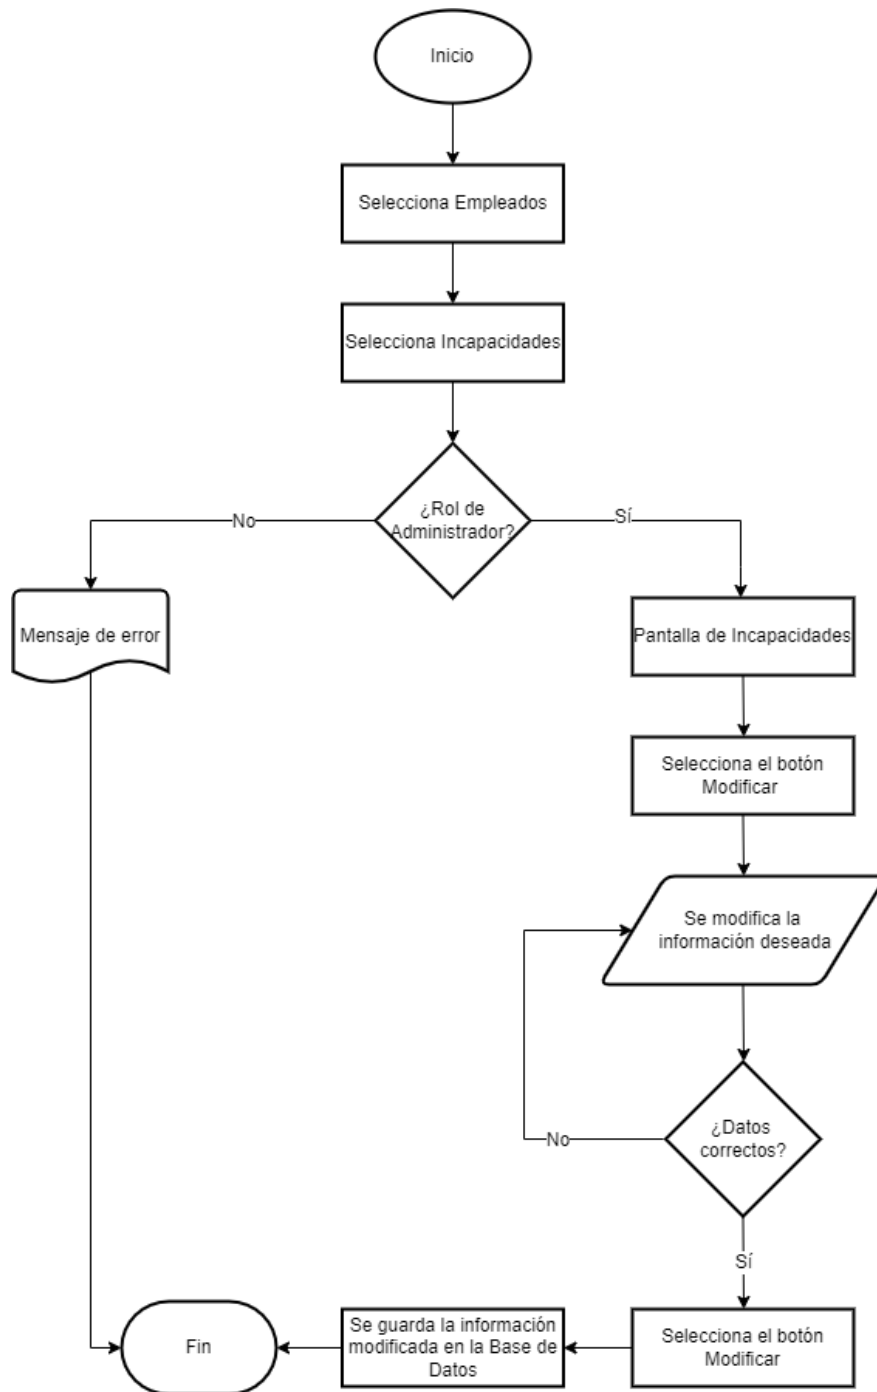 Inicio
Selecciona Empleados
Selecciona Incapacidades
¿Rol de
Administrador?
No
Sí
Mensaje de error
Pantalla de Incapacidades
Selecciona el botón
Modificar
Se modifica la
información deseada
¿Datos
correctos?
No
Sí
Selecciona el botón
Modificar
Se guarda la información
modificada en la Base de
Datos
Fin